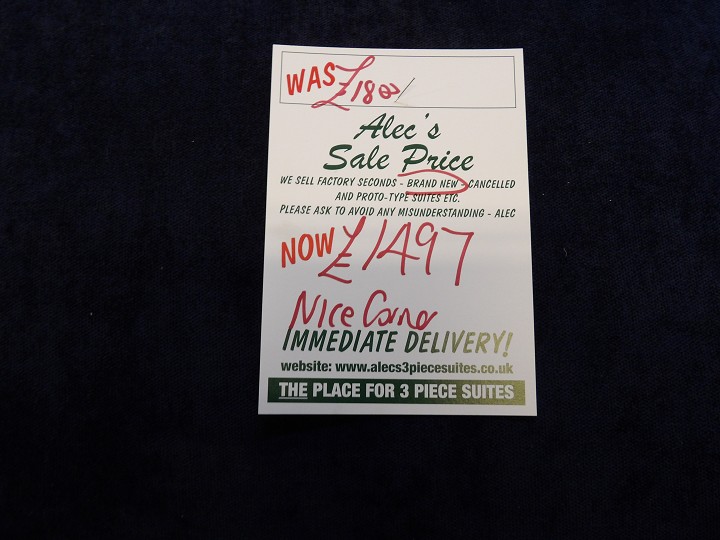 WAS £1800/
Alec's
Sale Price
WE SELL FACTORY SECONDS - BRAND NEW - CANCELLED
AND PROTO-TYPE SUITES ETC.
PLEASE ASK TO AVOID ANY MISUNDERSTANDING - ALEC
NOW £1497
Nice Corner
IMMEDIATE DELIVERY!
website: www.alecs3piecesuites.co.uk
THE PLACE FOR 3 PIECE SUITES